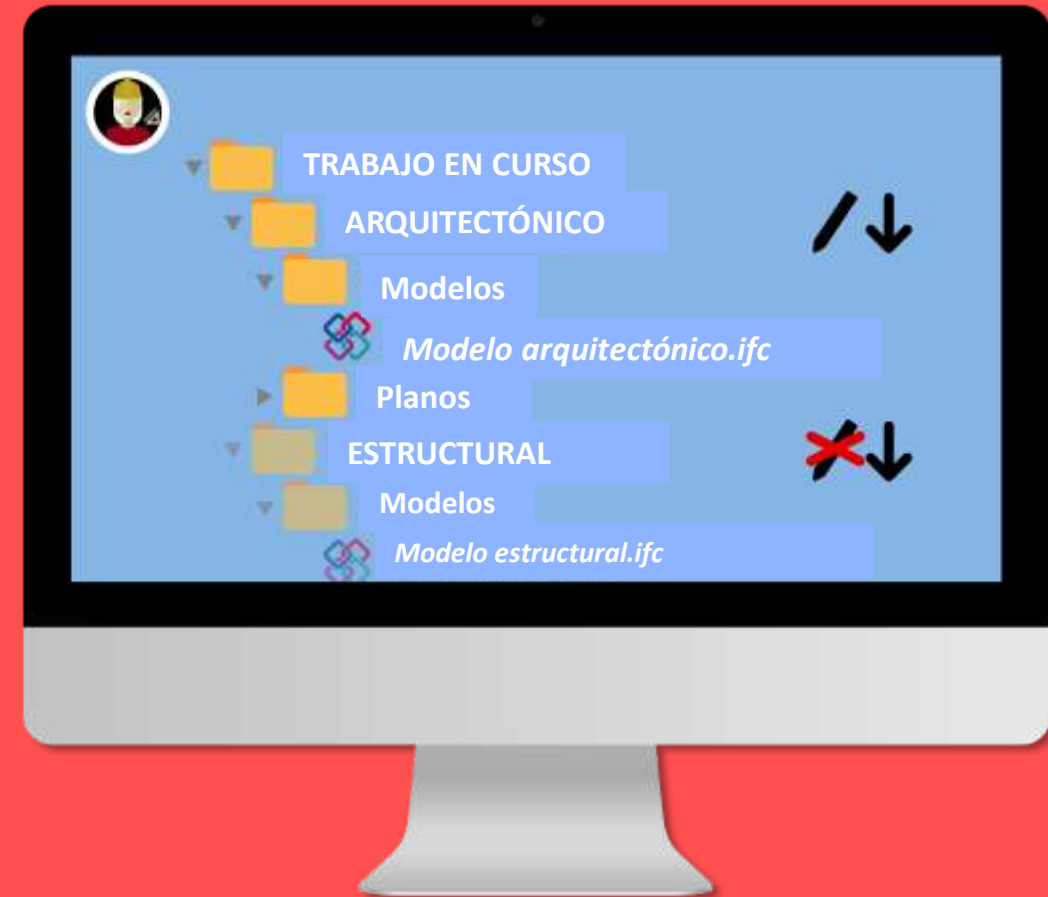 TRABAJO EN CURSO
ARQUITECTÓNICO
Modelos
Modelo arquitectónico.ifc
Planos
ESTRUCTURAL
Modelos
Modelo estructural.ifc